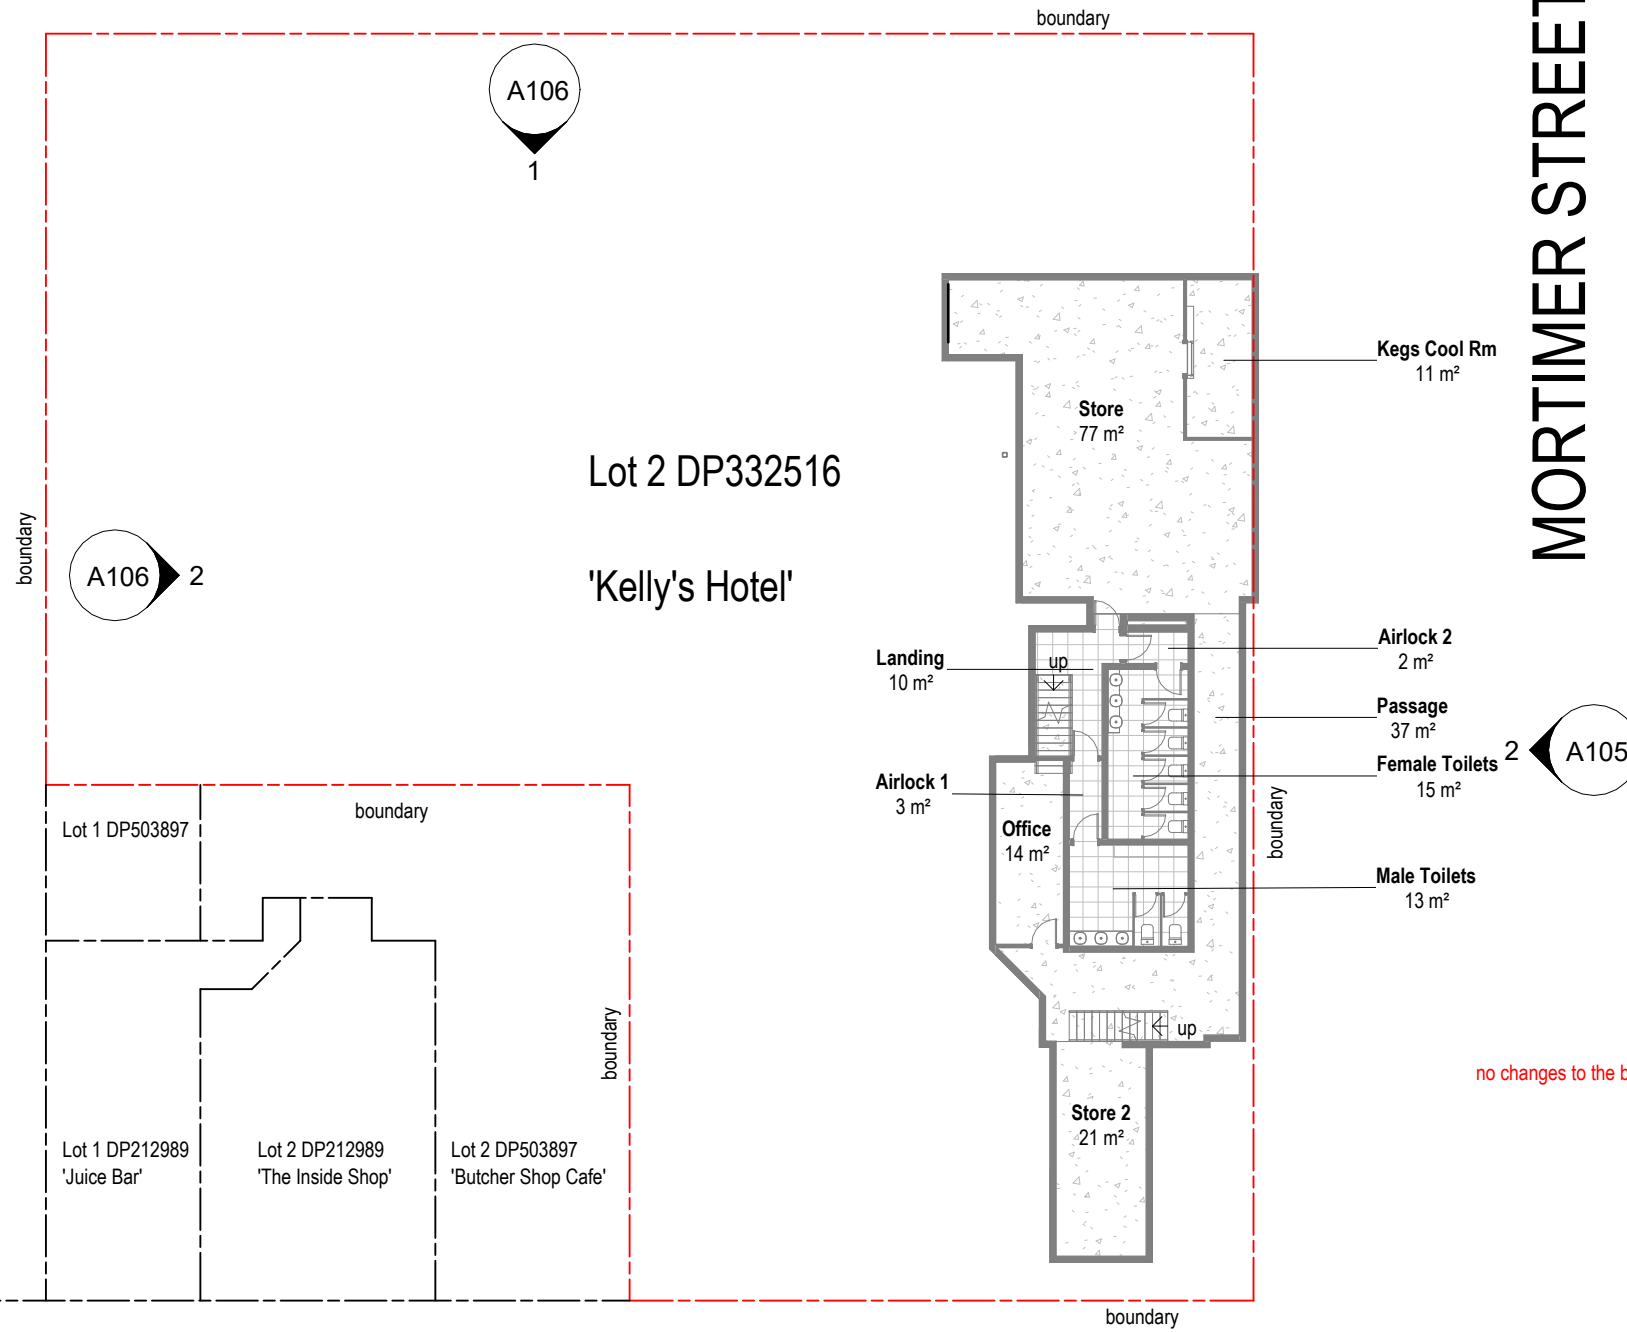 boundary
MORTIMER STREET
A106
1
Kegs Cool Rm
11 m²
Store
77 m²
Lot 2 DP332516
boundary
A106
2
'Kelly's Hotel'
Landing
10 m²
up
Airlock 2
2 m²
Passage
37 m²
2
A105
Female Toilets
15 m²
Airlock 1
3 m²
boundary
boundary
Lot 1 DP503897
Office
14 m²
Male Toilets
13 m²
boundary
up
no changes to the b
Store 2
21 m²
Lot 1 DP212989
'Juice Bar'
Lot 2 DP212989
'The Inside Shop'
Lot 2 DP503897
'Butcher Shop Cafe'
boundary